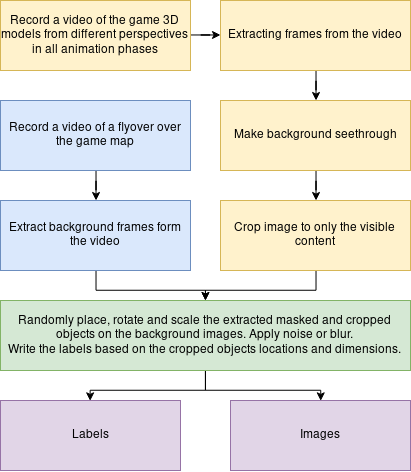 Record a video of the game 3D
models from different perspectives
in all animation phases
Extracting frames from the video
Record a video of a flyover over
the game map
Make background seethrough
Extract background frames form
the video
Crop image to only the visible
content
Randomly place, rotate and scale the extracted masked and cropped
objects on the background images. Apply noise or blur.
Write the labels based on the cropped objects locations and dimensions.
Labels
Images